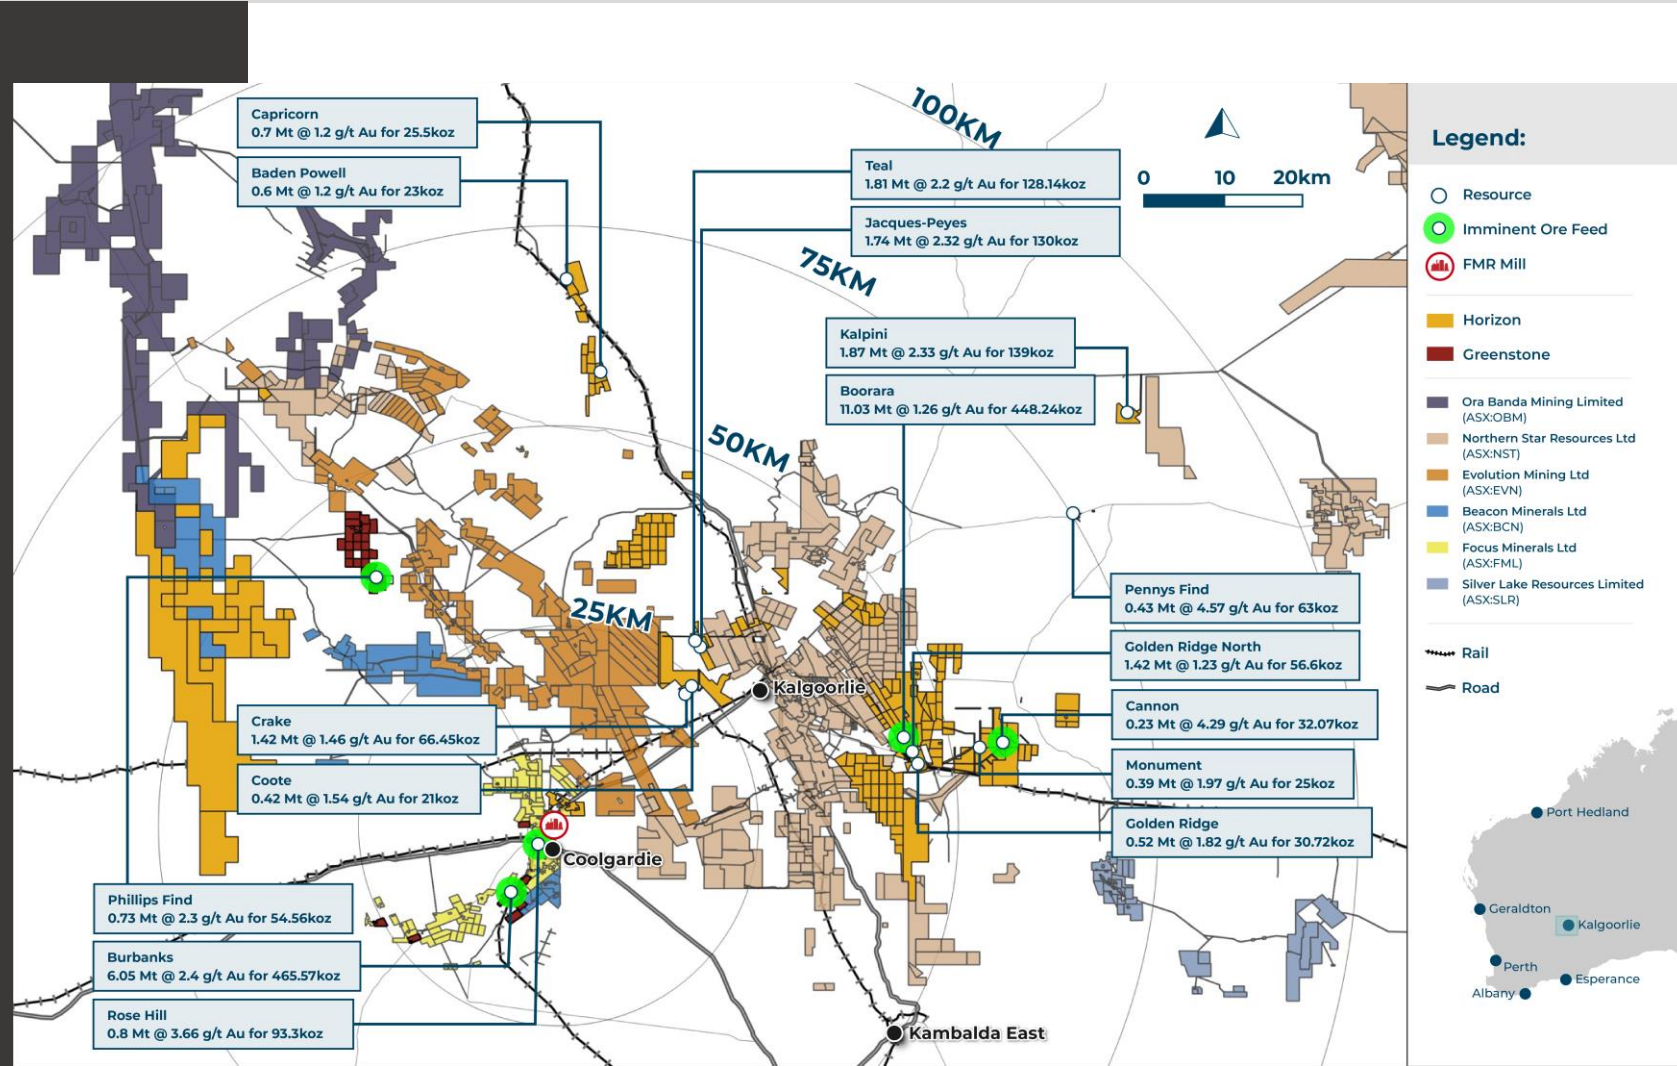 Capricorn
0.7 Mt @ 1.2 g/t Au for 25.5koz
Baden Powell
0.6 Mt @ 1.2 g/t Au for 23koz
100KM
Teal
1.81 Mt @ 2.2 g/t Au for 128.14koz
Jacques-Peyes
1.74 Mt @ 2.32 g/t Au for 130koz
0 10 20km
75KM
Kalpini
1.87 Mt @ 2.33 g/t Au for 139koz
Boorara
11.03 Mt @ 1.26 g/t Au for 448.24koz
50KM
25KM
Pennys Find
0.43 Mt @ 4.57 g/t Au for 63koz
Golden Ridge North
1.42 Mt @ 1.23 g/t Au for 56.6koz
Kalgoorlie
Cannon
0.23 Mt @ 4.29 g/t Au for 32.07koz
Crake
1.42 Mt @ 1.46 g/t Au for 66.45koz
Monument
0.39 Mt @ 1.97 g/t Au for 25koz
Coote
0.42 Mt @ 1.54 g/t Au for 21koz
Golden Ridge
0.52 Mt @ 1.82 g/t Au for 30.72koz
Coolgardie
Phillips Find
0.73 Mt @ 2.3 g/t Au for 54.56koz
Burbanks
6.05 Mt @ 2.4 g/t Au for 465.57koz
Rose Hill
0.8 Mt @ 3.66 g/t Au for 93.3koz
Kambalda East
Legend:
Resource
Imminent Ore Feed
FMR Mill
Horizon
Greenstone
Ora Banda Mining Limited
(ASX:OBM)
Northern Star Resources Ltd
(ASX:NST)
Evolution Mining Ltd
(ASX:EVN)
Beacon Minerals Ltd
(ASX:BCN)
Focus Minerals Ltd
(ASX:FML)
Silver Lake Resources Limited
(ASX:SLR)
Rail
Road
Port Hedland
Geraldton
Kalgoorlie
Perth
Esperance
Albany